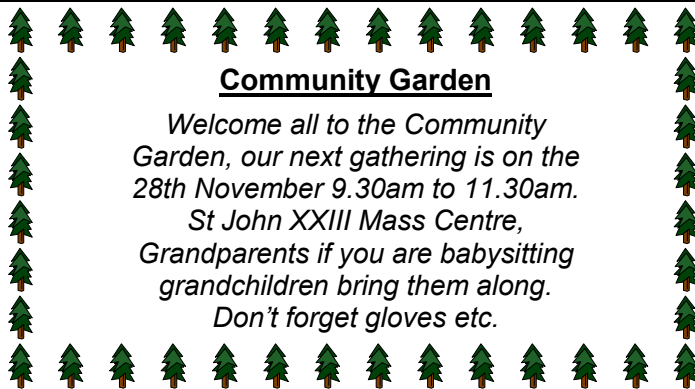 Community Garden
Welcome all to the Community
Garden, our next gathering is on the
28th November 9.30am to 11.30am.
St John XXIII Mass Centre,
Grandparents if you are babysitting
grandchildren bring them along.
Don’t forget gloves etc.